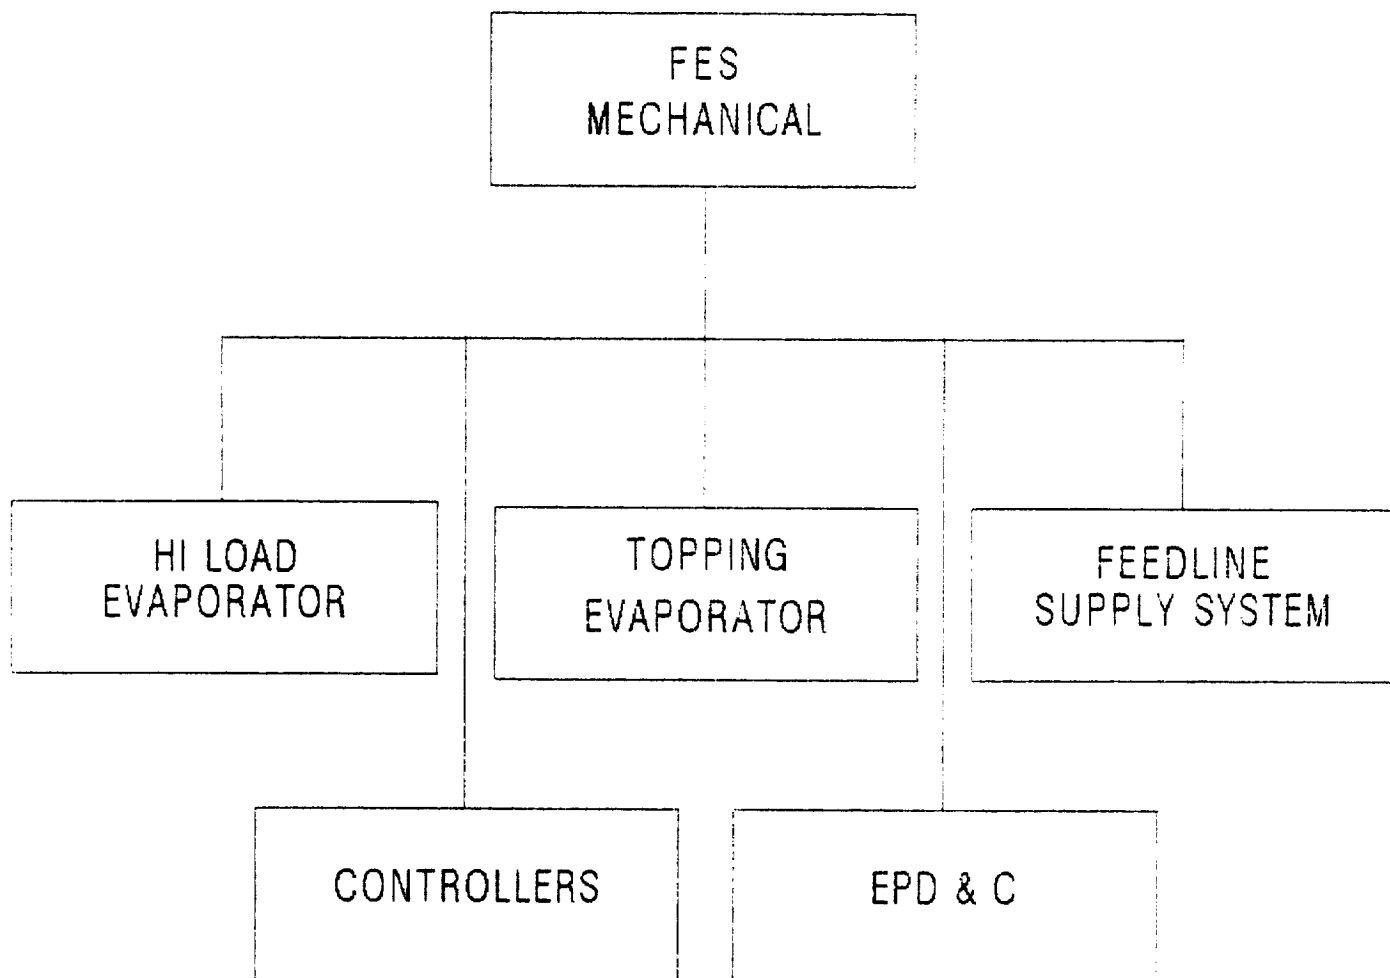 FES
MECHANICAL
HI LOAD
EVAPORATOR
TOPPING
EVAPORATOR
FEEDLINE
SUPPLY SYSTEM
CONTROLLERS
EPD & C